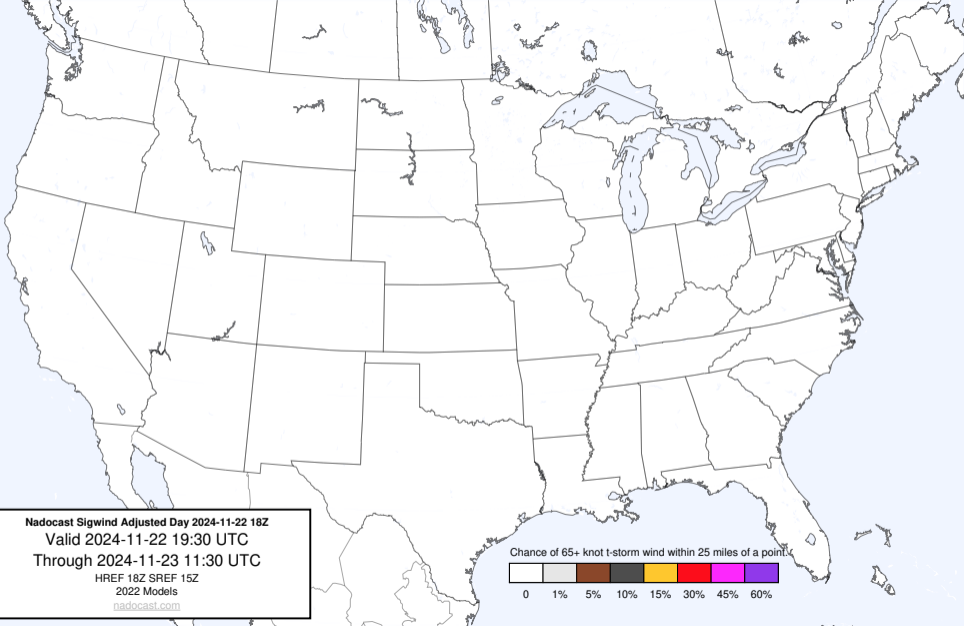 Nadocast Sigwind Adjusted Day 2024-11-22 18Z
Valid 2024-11-22 19:30 UTC
Through 2024-11-23 11:30 UTC
HREF 18Z SREF 15Z
2022 Models
nadocast.com
Chance of 65+ knot t-storm wind within 25 miles of a point.
0 1% 5% 10% 15% 30% 45% 60%